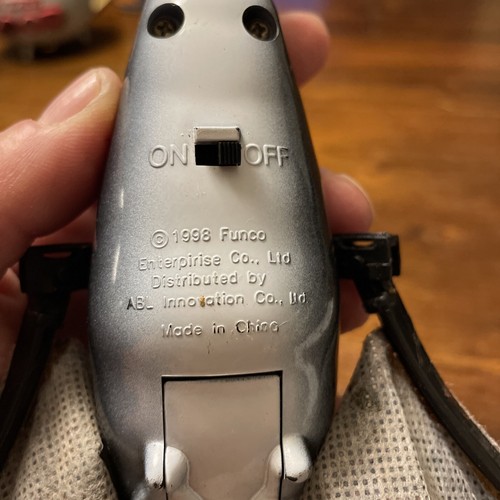 ON OFF
©1998 Funco
Enterpirise Co., Ltd
Distributed by
ABL Innovation Co., Ltd
Made in China